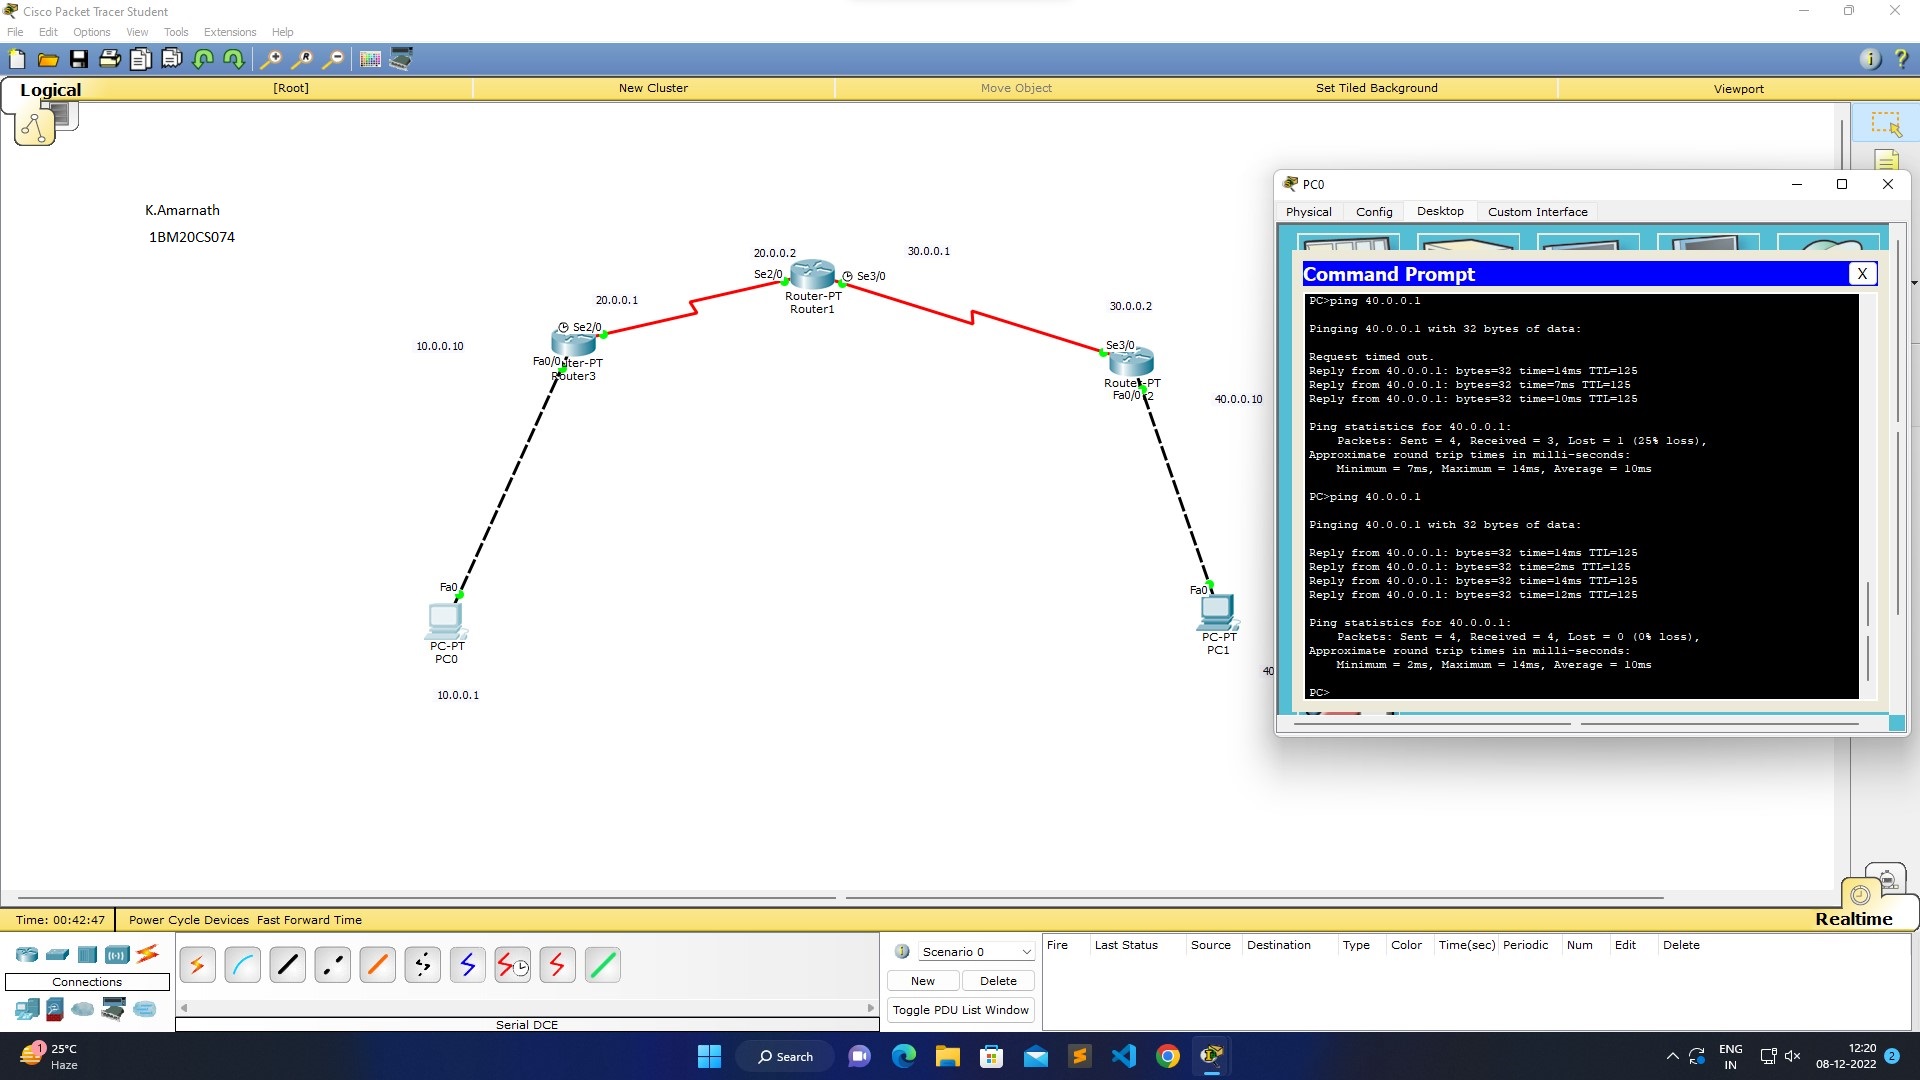 Cisco Packet Tracer Student
File Edit Options View Tools Extensions Help
Logical [Root] New Cluster Move Object Set Tiled Background Viewport
K.Amarnath
1BM20CS074
20.0.0.2
30.0.0.1
Se2/0
Se3/0
Router-PT
Router1
20.0.0.1
Se2/0
10.0.0.10
Fa0/0
uter-PT
Router3
30.0.0.2
Se3/0
Router-PT
Fa0/0 2
40.0.0.10
Fa0
PC-PT
PC0
10.0.0.1
Fa0
PC-PT
PC1
40
PC0
Physical Config Desktop Custom Interface
Command Prompt X
PC>ping 40.0.0.1
Pinging 40.0.0.1 with 32 bytes of data:
Request timed out.
Reply from 40.0.0.1: bytes=32 time=14ms TTL=125
Reply from 40.0.0.1: bytes=32 time=7ms TTL=125
Reply from 40.0.0.1: bytes=32 time=10ms TTL=125
Ping statistics for 40.0.0.1:
Packets: Sent = 4, Received = 3, Lost = 1 (25% loss),
Approximate round trip times in milli-seconds:
Minimum = 7ms, Maximum = 14ms, Average = 10ms
PC>ping 40.0.0.1
Pinging 40.0.0.1 with 32 bytes of data:
Reply from 40.0.0.1: bytes=32 time=14ms TTL=125
Reply from 40.0.0.1: bytes=32 time=2ms TTL=125
Reply from 40.0.0.1: bytes=32 time=14ms TTL=125
Reply from 40.0.0.1: bytes=32 time=12ms TTL=125
Ping statistics for 40.0.0.1:
Packets: Sent = 4, Received = 4, Lost = 0 (0% loss),
Approximate round trip times in milli-seconds:
Minimum = 2ms, Maximum = 14ms, Average = 10ms
PC>
Time: 00:42:47 Power Cycle Devices Fast Forward Time
Realtime
Connections
Serial DCE
Scenario 0
New Delete
Toggle PDU List Window
Fire Last Status Source Destination Type Color Time(sec) Periodic Num Edit Delete
1
25°C
Haze
Search
ENG
IN
12:20
08-12-2022
2